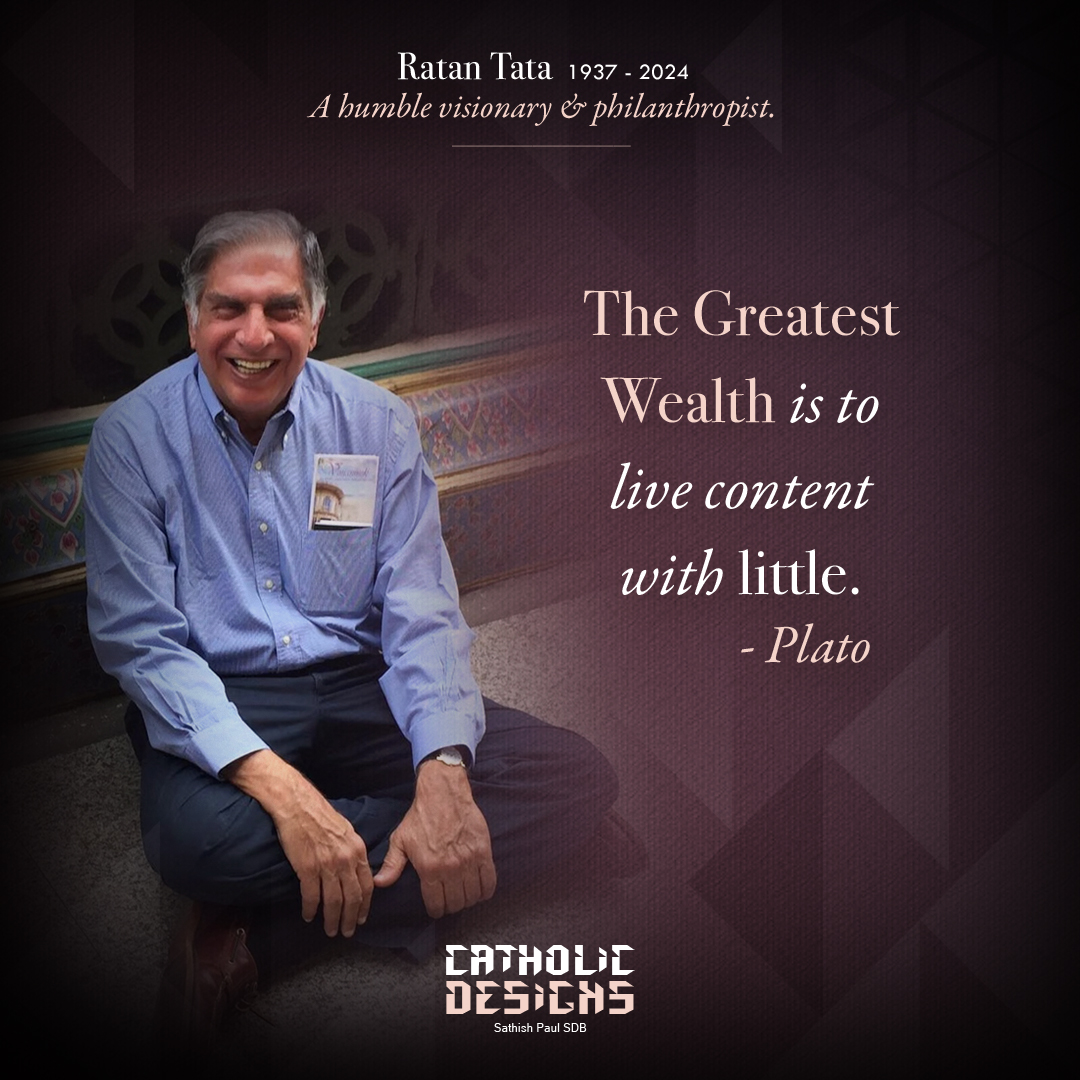 Ratan Tata 1937 - 2024
A humble visionary & philanthropist.
The Greatest
Wealth is to
live content
with little.
- Plato
CATHOLIC
DESIGNS
Sathish Paul SDB